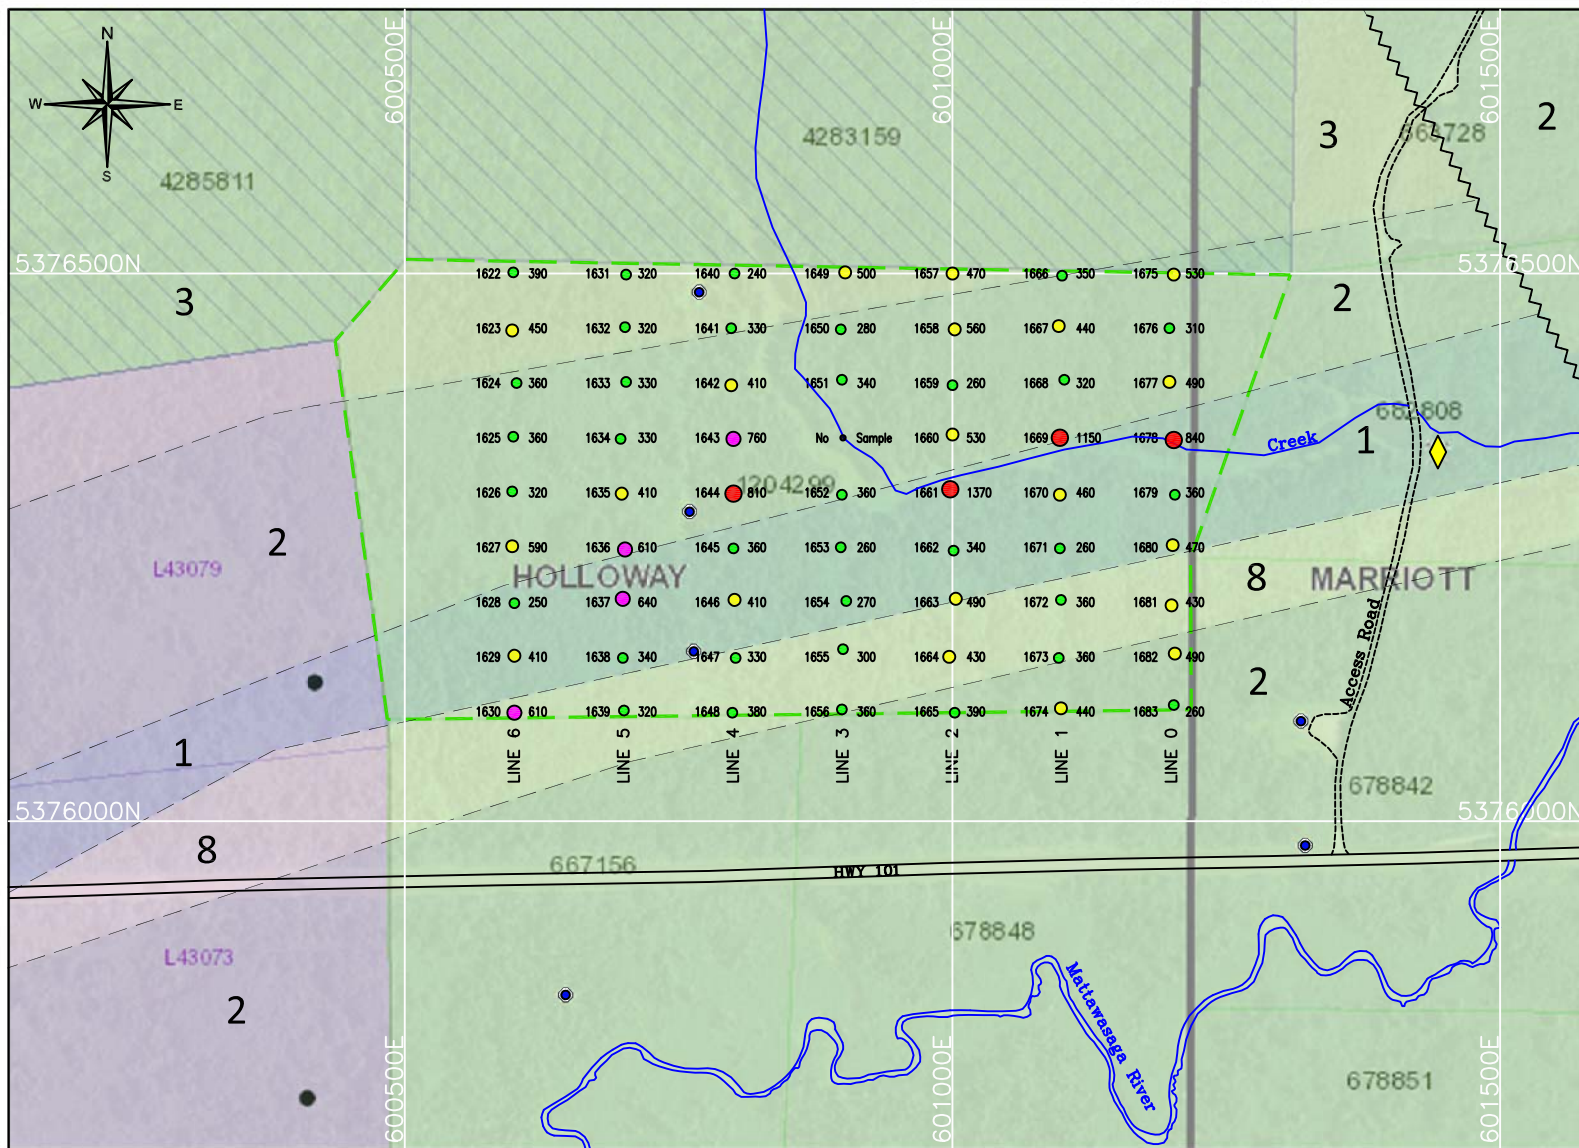 600500E
601000E
601500E
N
W E
S
4285811
4283159
3
663728
2
5376500N
5376500N
1622 390 1631 320 1640 240 1649 500 1657 470 1666 350 1675 530
3
2
1623 450 1632 320 1641 330 1650 280 1658 560 1667 440 1676 310
1624 360 1633 330 1642 410 1651 340 1659 260 1668 320 1677 490
682808
1625 360 1634 330 1643 760 No Sample 1660 530 1669 1150 1678 840
Creek
1
1204299
1626 320 1635 410 1644 810 1652 360 1661 1370 1670 460 1679 360
2
1627 590 1636 610 1645 360 1653 260 1662 340 1671 260 1680 470
L43079
HOLLOWAY
8
MARRIOTT
1628 250 1637 640 1646 410 1654 270 1663 490 1672 360 1681 430
Access Road
1629 410 1638 340 1647 330 1655 300 1664 430 1673 360 1682 490
2
1630 610 1639 320 1648 380 1656 360 1665 390 1674 440 1683 260
LINE 6
LINE 5
LINE 4
LINE 3
LINE 2
LINE 1
LINE 0
1
678842
5376000N
5376000N
8
667156
HWY 101
678848
L43073
2
Mattawasaga River
678851
600500E
601000E
601500E